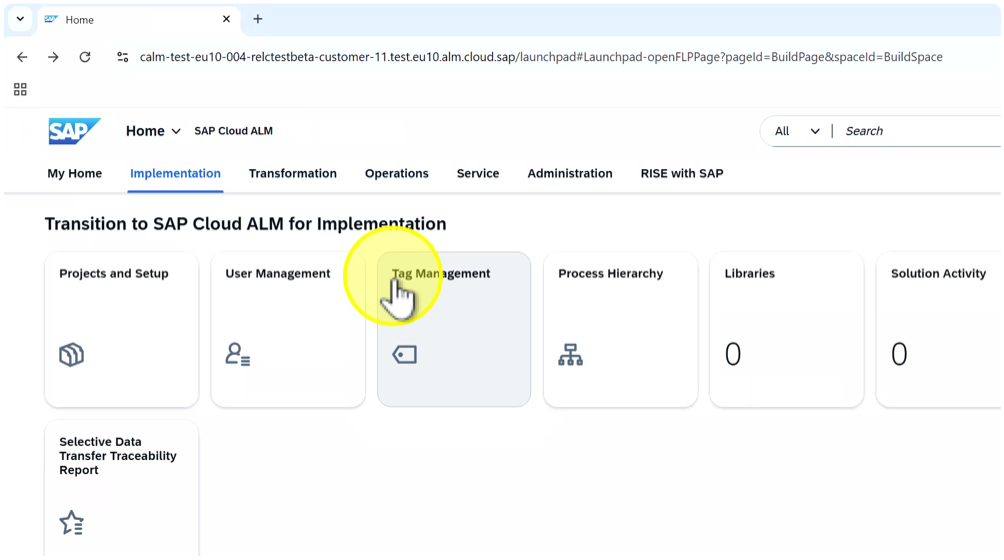 Home
calm-test-eu10-004-relctestbeta-customer-11.test.eu10.alm.cloud.sap/launchpad#Launchpad-openFLPPage?pageId=BuildPage&spaceId=BuildSpace
SAP Home SAP Cloud ALM All Search
My Home Implementation Transformation Operations Service Administration RISE with SAP
Transition to SAP Cloud ALM for Implementation
Projects and Setup User Management Tag Management Process Hierarchy Libraries Solution Activity
0 0
Selective Data
Transfer Traceability
Report